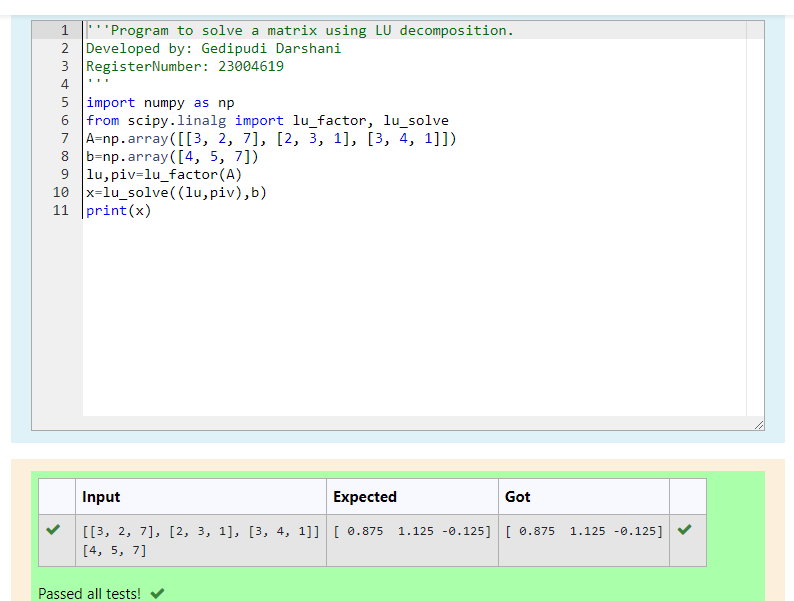 1 '''Program to solve a matrix using LU decomposition.
2 Developed by: Gedipudi Darshani
3 RegisterNumber: 23004619
4 '''
5 import numpy as np
6 from scipy.linalg import lu_factor, lu_solve
7 A=np.array([[3, 2, 7], [2, 3, 1], [3, 4, 1]])
8 b=np.array([4, 5, 7])
9 lu,piv=lu_factor(A)
10 x=lu_solve((lu,piv),b)
11 print(x)
Input Expected Got
[[3, 2, 7], [2, 3, 1], [3, 4, 1]] [ 0.875  1.125 -0.125] [ 0.875  1.125 -0.125]
[4, 5, 7]
Passed all tests!